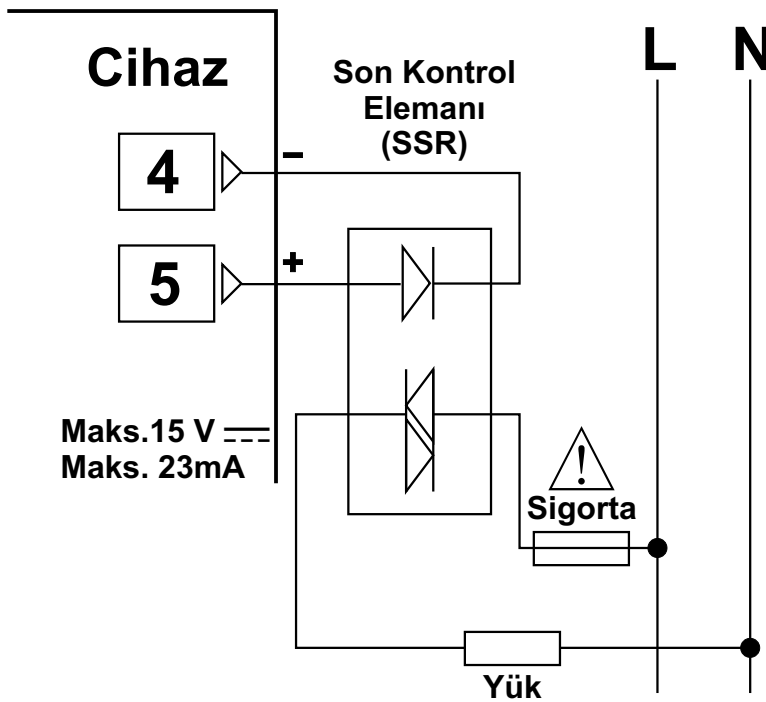 Cihaz
Son Kontrol
Elemanı
(SSR)
L N
4
–
5
+
Maks.15 V
Maks. 23mA
!
Sigorta
Yük